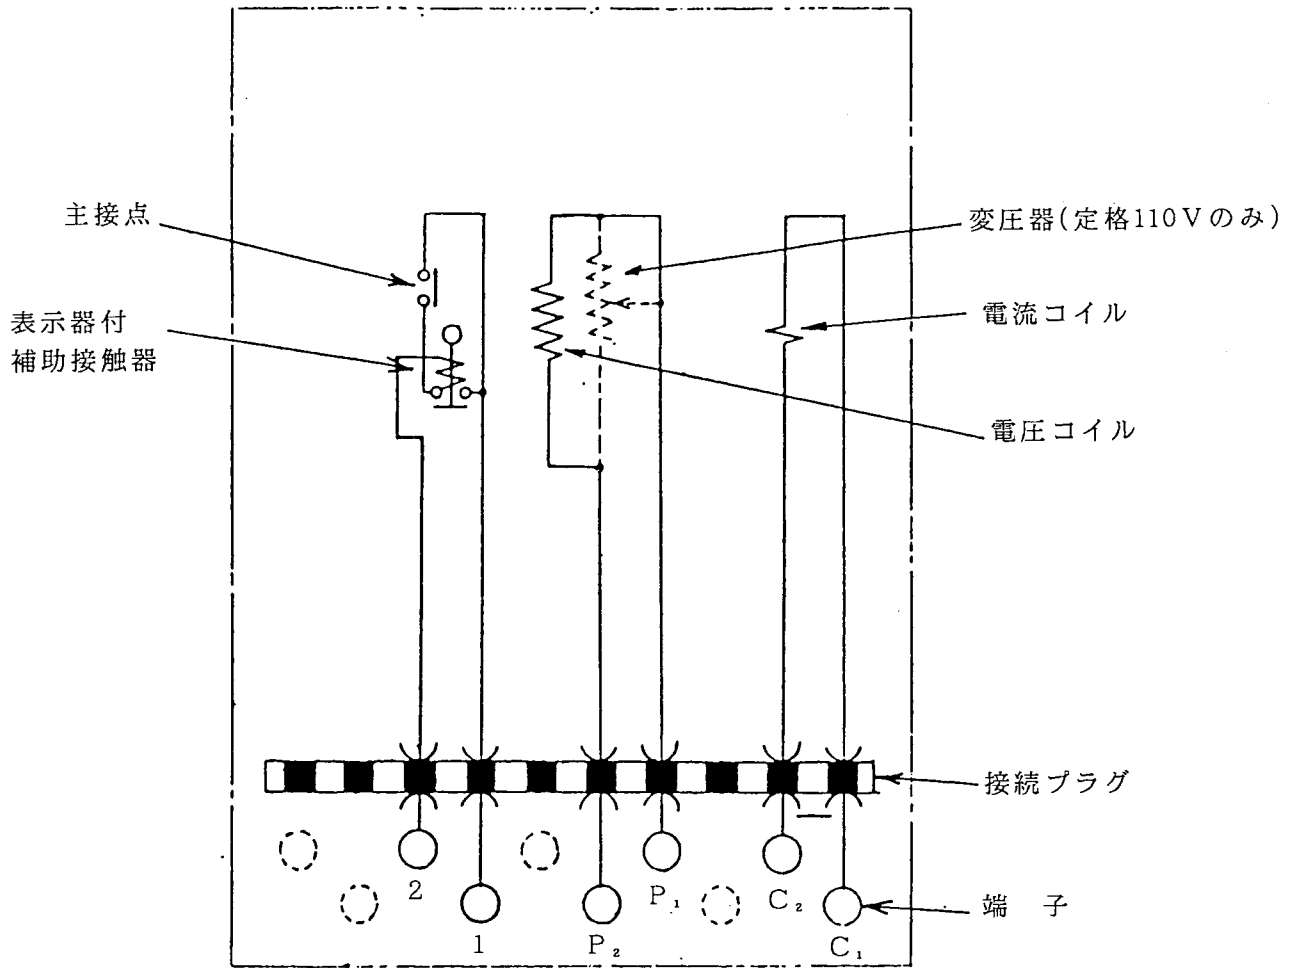 主接点
変圧器(定格110Vのみ)
電流コイル
表示器付
補助接触器
電圧コイル
接続プラグ
2
P₁
C₂
端　子
1
P₂
C₁